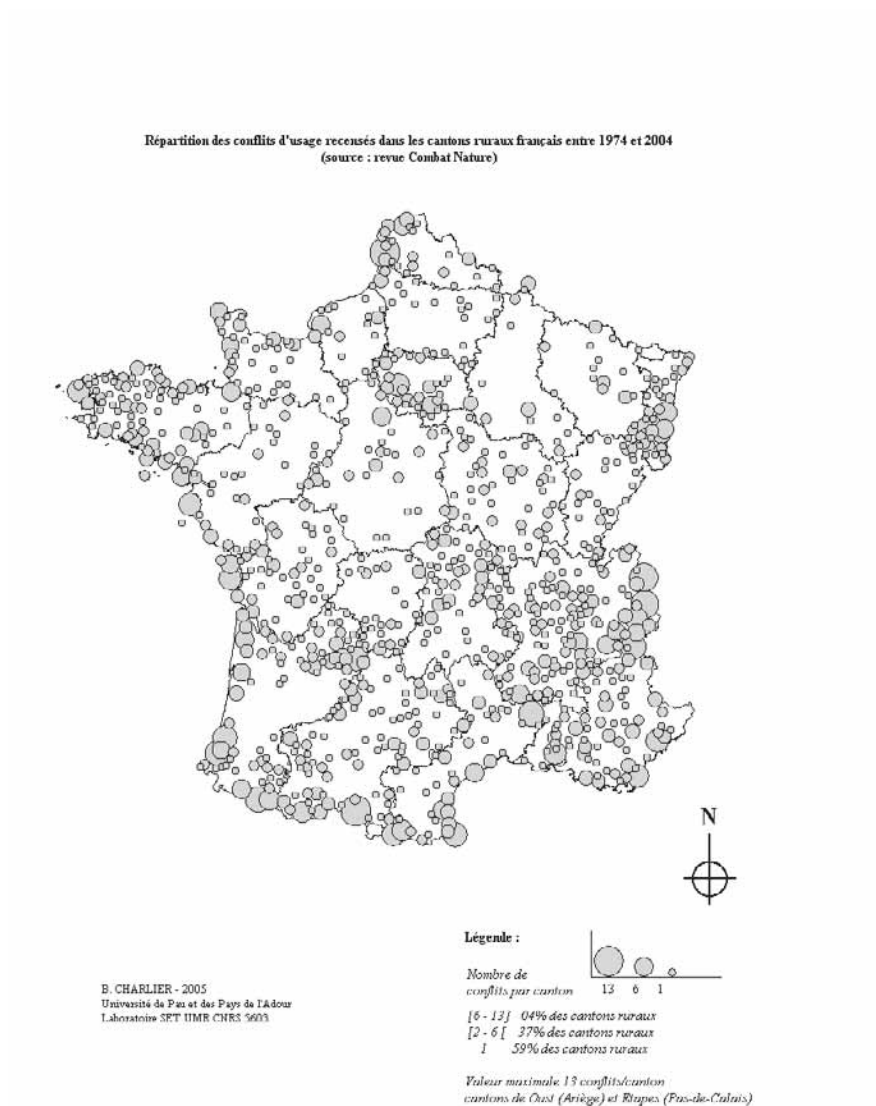 Répartition des conflits d'usage recensés dans les cantons ruraux français entre 1974 et 2004
(source : revue Combat Nature)
N
Légende :
Nombre de
conflits par canton
13 6 1
B. CHARLIER - 2005
Université de Pau et des Pays de l'Adour
Laboratoire SET UMR CNRS 5603
[6 - 13] 04% des cantons ruraux
[2 - 6 [ 37% des cantons ruraux
1 59% des cantons ruraux
Valeur maximale 13 conflits/canton
cantons de Oust (Ariège) et Etapes (Pas-de-Calais)